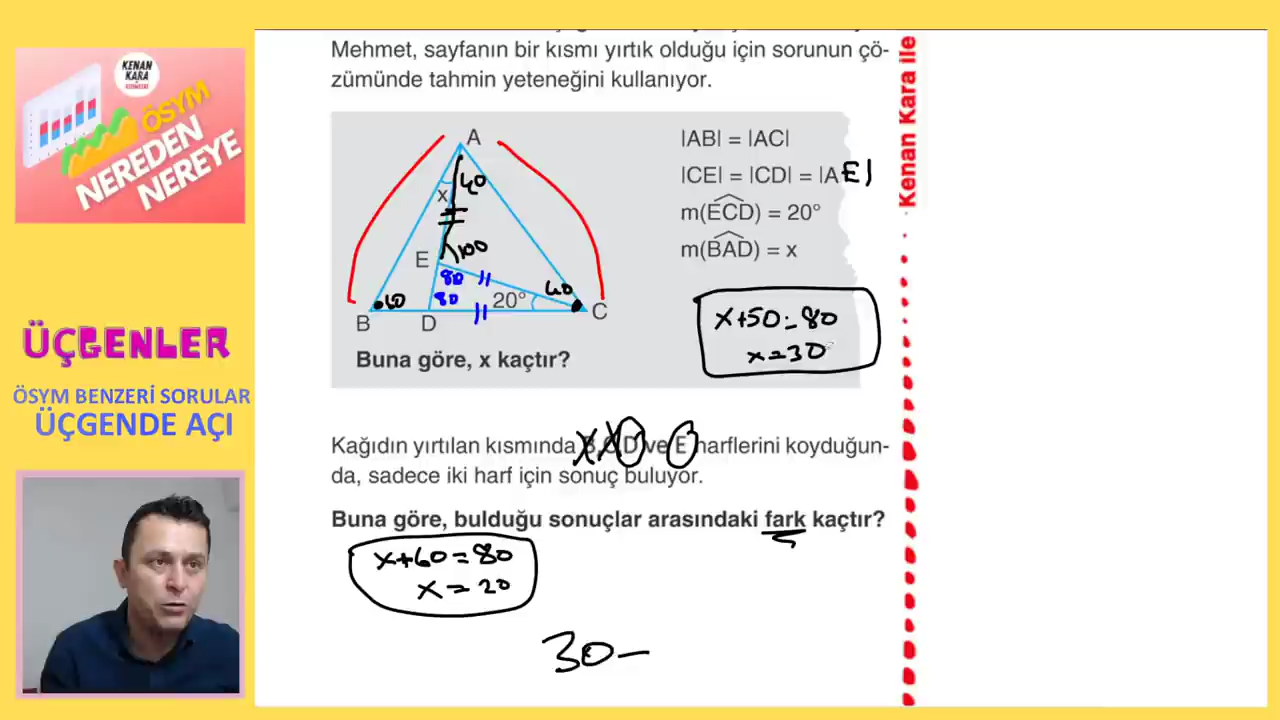 KENAN
KARA
ÖSYM
NEREDEN
NEREYE
ÜÇGENLER
ÖSYM BENZERİ SORULAR
ÜÇGENDE AÇI
Mehmet, sayfanın bir kısmı yırtık olduğu için sorunun çö-
zümünde tahmin yeteneğini kullanıyor.
A
40
x
100
E
80
80
20°
40
60
B
D
C
|AB| = |AC|
|CE| = |CD| = |AE|
m(ECD) = 20°
m(BAD) = x
x+50=80
x=30
Buna göre, x kaçtır?
Kağıdın yırtılan kısmında B,C,D ve E harflerini koyduğun-
da, sadece iki harf için sonuç buluyor.
Buna göre, bulduğu sonuçlar arasındaki fark kaçtır?
x+60=80
x=20
30-
Kenan Kara ile